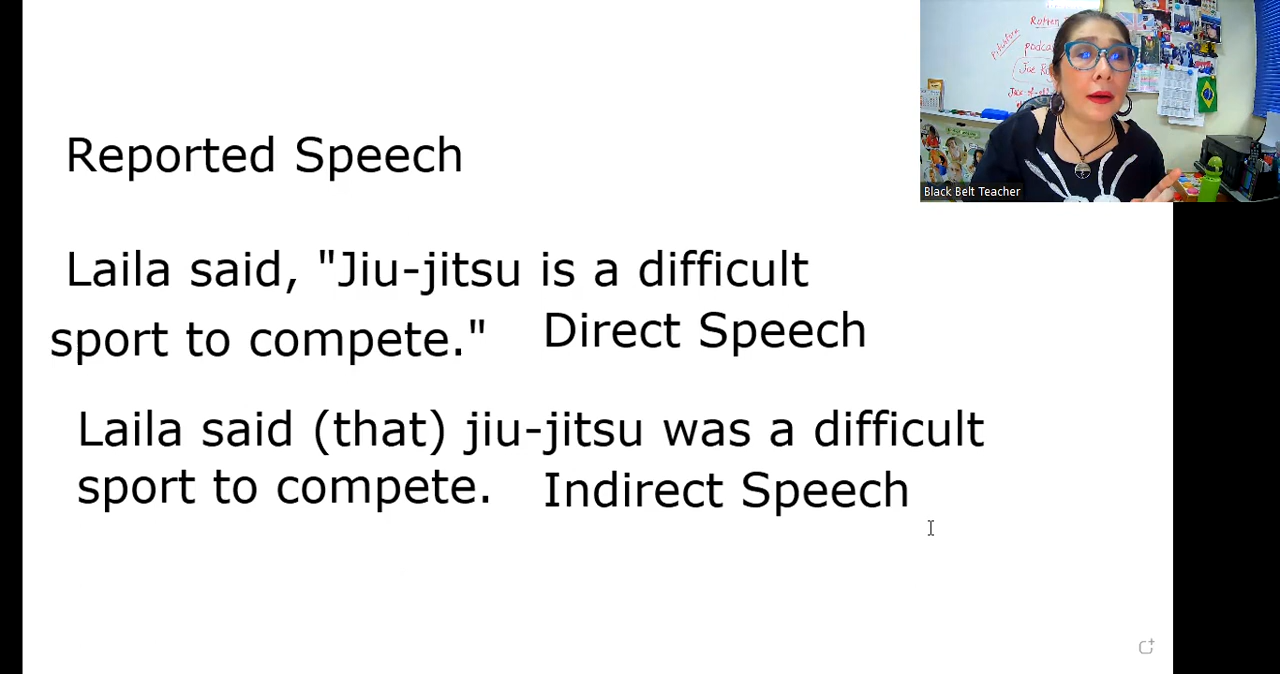 Reported Speech
Laila said, "Jiu-jitsu is a difficult
sport to compete." Direct Speech
Laila said (that) jiu-jitsu was a difficult
sport to compete. Indirect Speech
podca
Black Belt Teacher